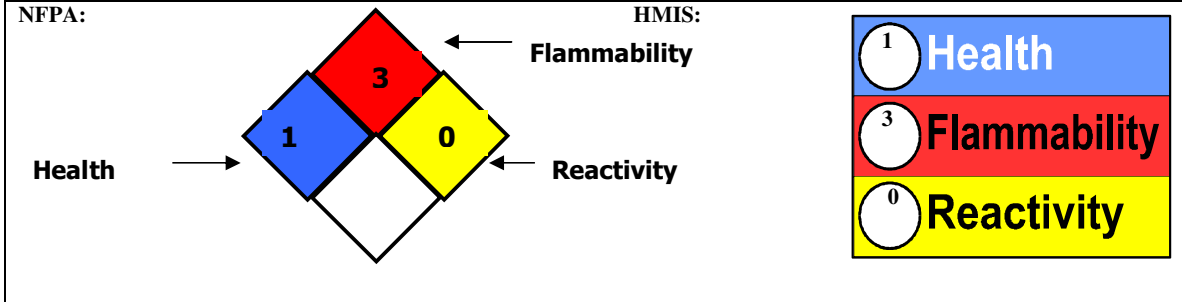 NFPA:
3
1
0
Flammability
Health
Reactivity
HMIS:
1 Health
3 Flammability
0 Reactivity